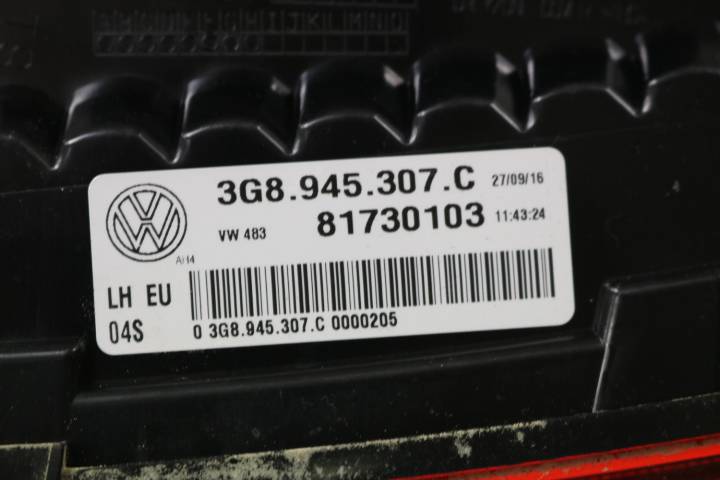 3G8.945.307.C 27/09/16
VW 483 81730103 11:43:24
AH4
LH EU
04S
0 3G8.945.307.C 0000205